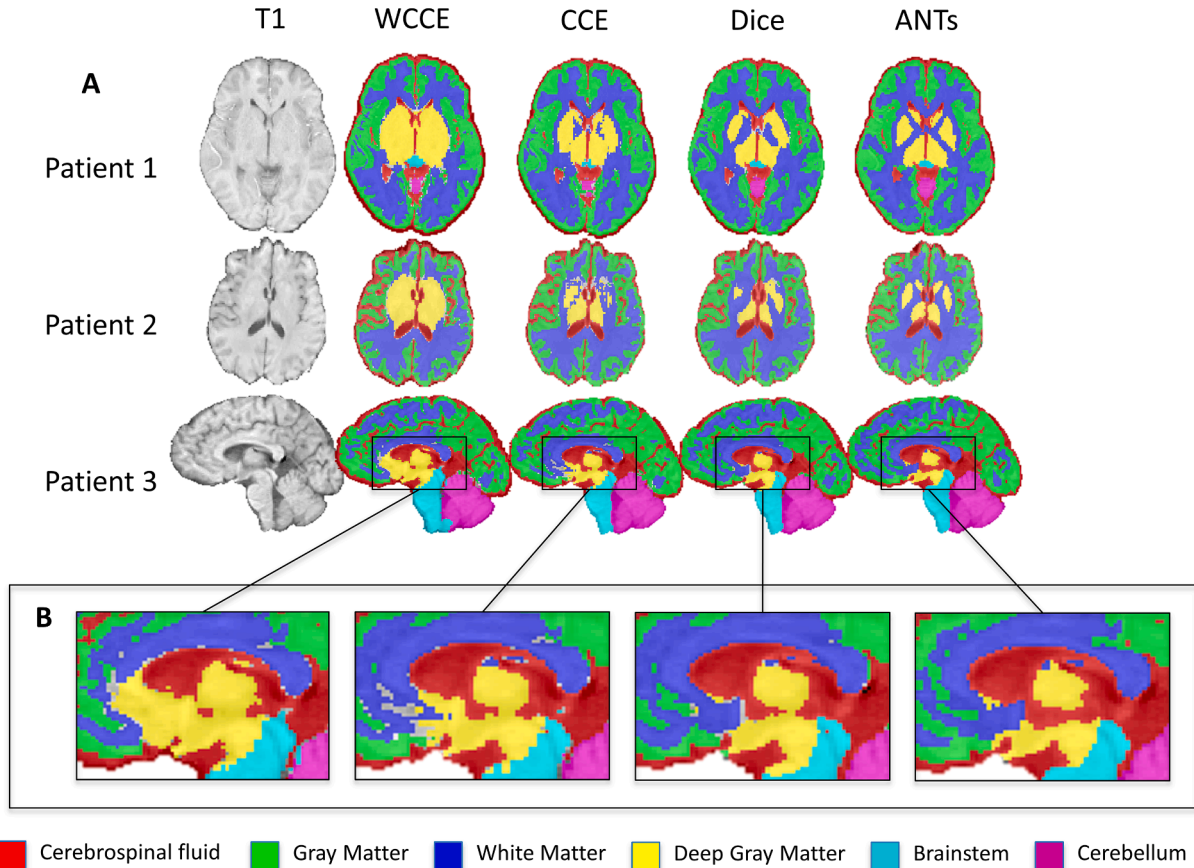 T1 WCCE CCE Dice ANTs
A
Patient 1
Patient 2
Patient 3
B
Cerebrospinal fluid Gray Matter White Matter Deep Gray Matter Brainstem Cerebellum